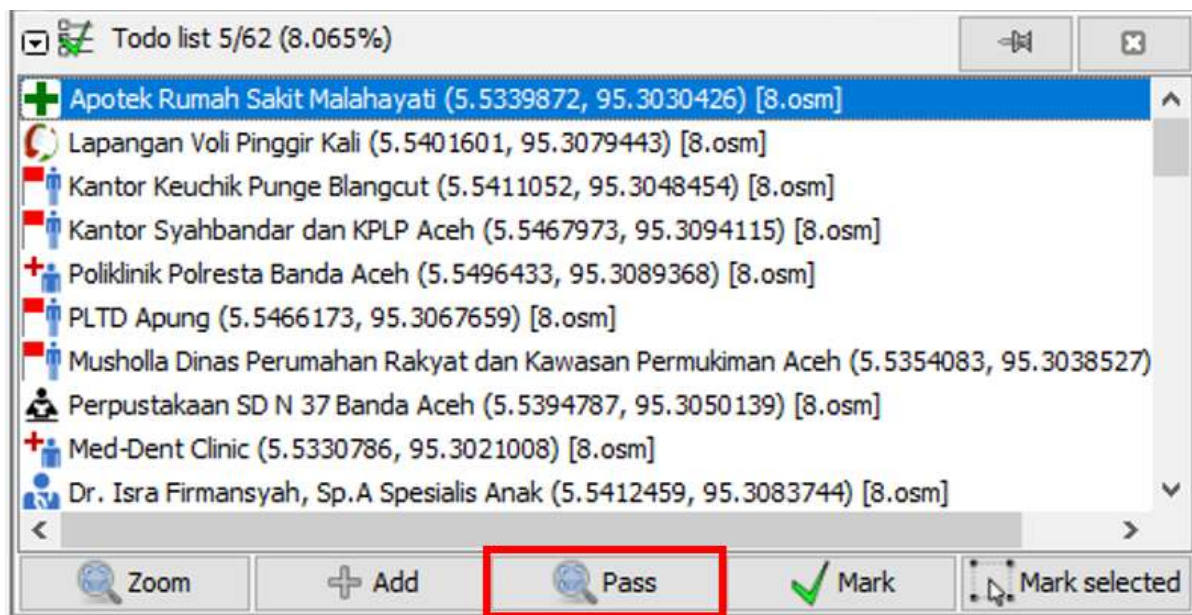 Todo list 5/62 (8.065%)
Apotek Rumah Sakit Malahayati (5.5339872, 95.3030426) [8.osm]
Lapangan Voli Pinggir Kali (5.5401601, 95.3079443) [8.osm]
Kantor Keuchik Punge Blangcut (5.5411052, 95.3048454) [8.osm]
Kantor Syahbandar dan KPLP Aceh (5.5467973, 95.3094115) [8.osm]
Poliklinik Polresta Banda Aceh (5.5496433, 95.3089368) [8.osm]
PLTD Apung (5.5466173, 95.3067659) [8.osm]
Musholla Dinas Perumahan Rakyat dan Kawasan Permukiman Aceh (5.5354083, 95.3038527)
Perpustakaan SD N 37 Banda Aceh (5.5394787, 95.3050139) [8.osm]
Med-Dent Clinic (5.5330786, 95.3021008) [8.osm]
Dr. Isra Firmansyah, Sp.A Spesialis Anak (5.5412459, 95.3083744) [8.osm]
Zoom Add Pass Mark Mark selected